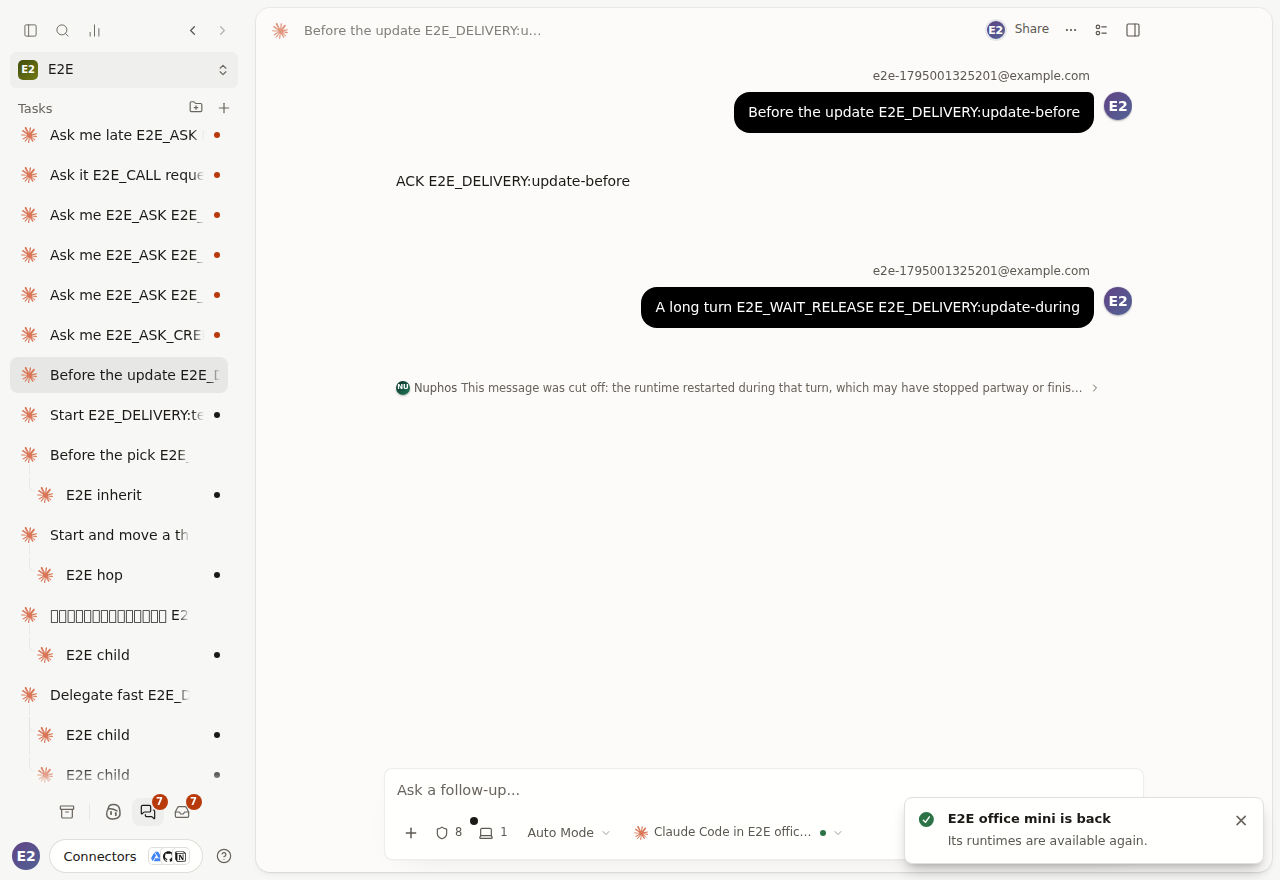 Before the update E2E_DELIVERY:u...
E2 Share
E2 E2E
Tasks
Ask me late E2E_ASK
Ask it E2E_CALL reque
Ask me E2E_ASK E2E_
Ask me E2E_ASK E2E_
Ask me E2E_ASK E2E_
Ask me E2E_ASK_CRE
Before the update E2E_D
Start E2E_DELIVERY:te
Before the pick E2E_
E2E inherit
Start and move a th
E2E hop
E2
E2E child
Delegate fast E2E_D
E2E child
E2E child
7 7
E2 Connectors
e2e-1795001325201@example.com
Before the update E2E_DELIVERY:update-before
E2
ACK E2E_DELIVERY:update-before
e2e-1795001325201@example.com
A long turn E2E_WAIT_RELEASE E2E_DELIVERY:update-during
E2
NU Nuphos This message was cut off: the runtime restarted during that turn, which may have stopped partway or finis...
Ask a follow-up...
8 1 Auto Mode Claude Code in E2E offic...
E2E office mini is back
Its runtimes are available again.